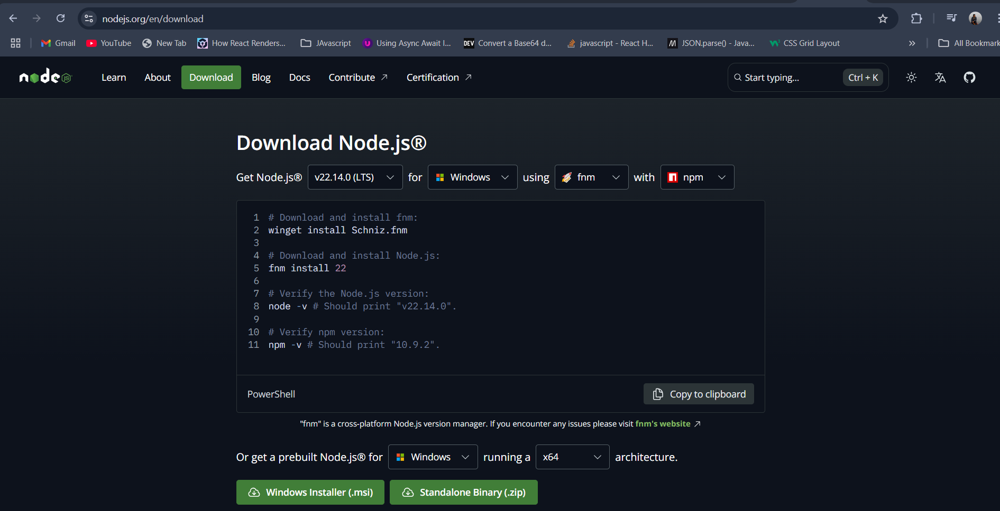 nodejs.org/en/download
Gmail YouTube New Tab How React Renders... JAvascript Using Async Await I... DEV Convert a Base64 d... javascript - React H... JSON.parse() - Java... CSS Grid Layout » All Bookmark
node JS Learn About Download Blog Docs Contribute Certification Start typing... Ctrl + K
Download Node.js®
Get Node.js® v22.14.0 (LTS) for Windows using fnm with npm
1 # Download and install fnm:
2 winget install Schniz.fnm
3
4 # Download and install Node.js:
5 fnm install 22
6
7 # Verify the Node.js version:
8 node -v # Should print "v22.14.0".
9
10 # Verify npm version:
11 npm -v # Should print "10.9.2".
PowerShell Copy to clipboard
"fnm" is a cross-platform Node.js version manager. If you encounter any issues please visit fnm's website
Or get a prebuilt Node.js® for Windows running a x64 architecture.
Windows Installer (.msi) Standalone Binary (.zip)